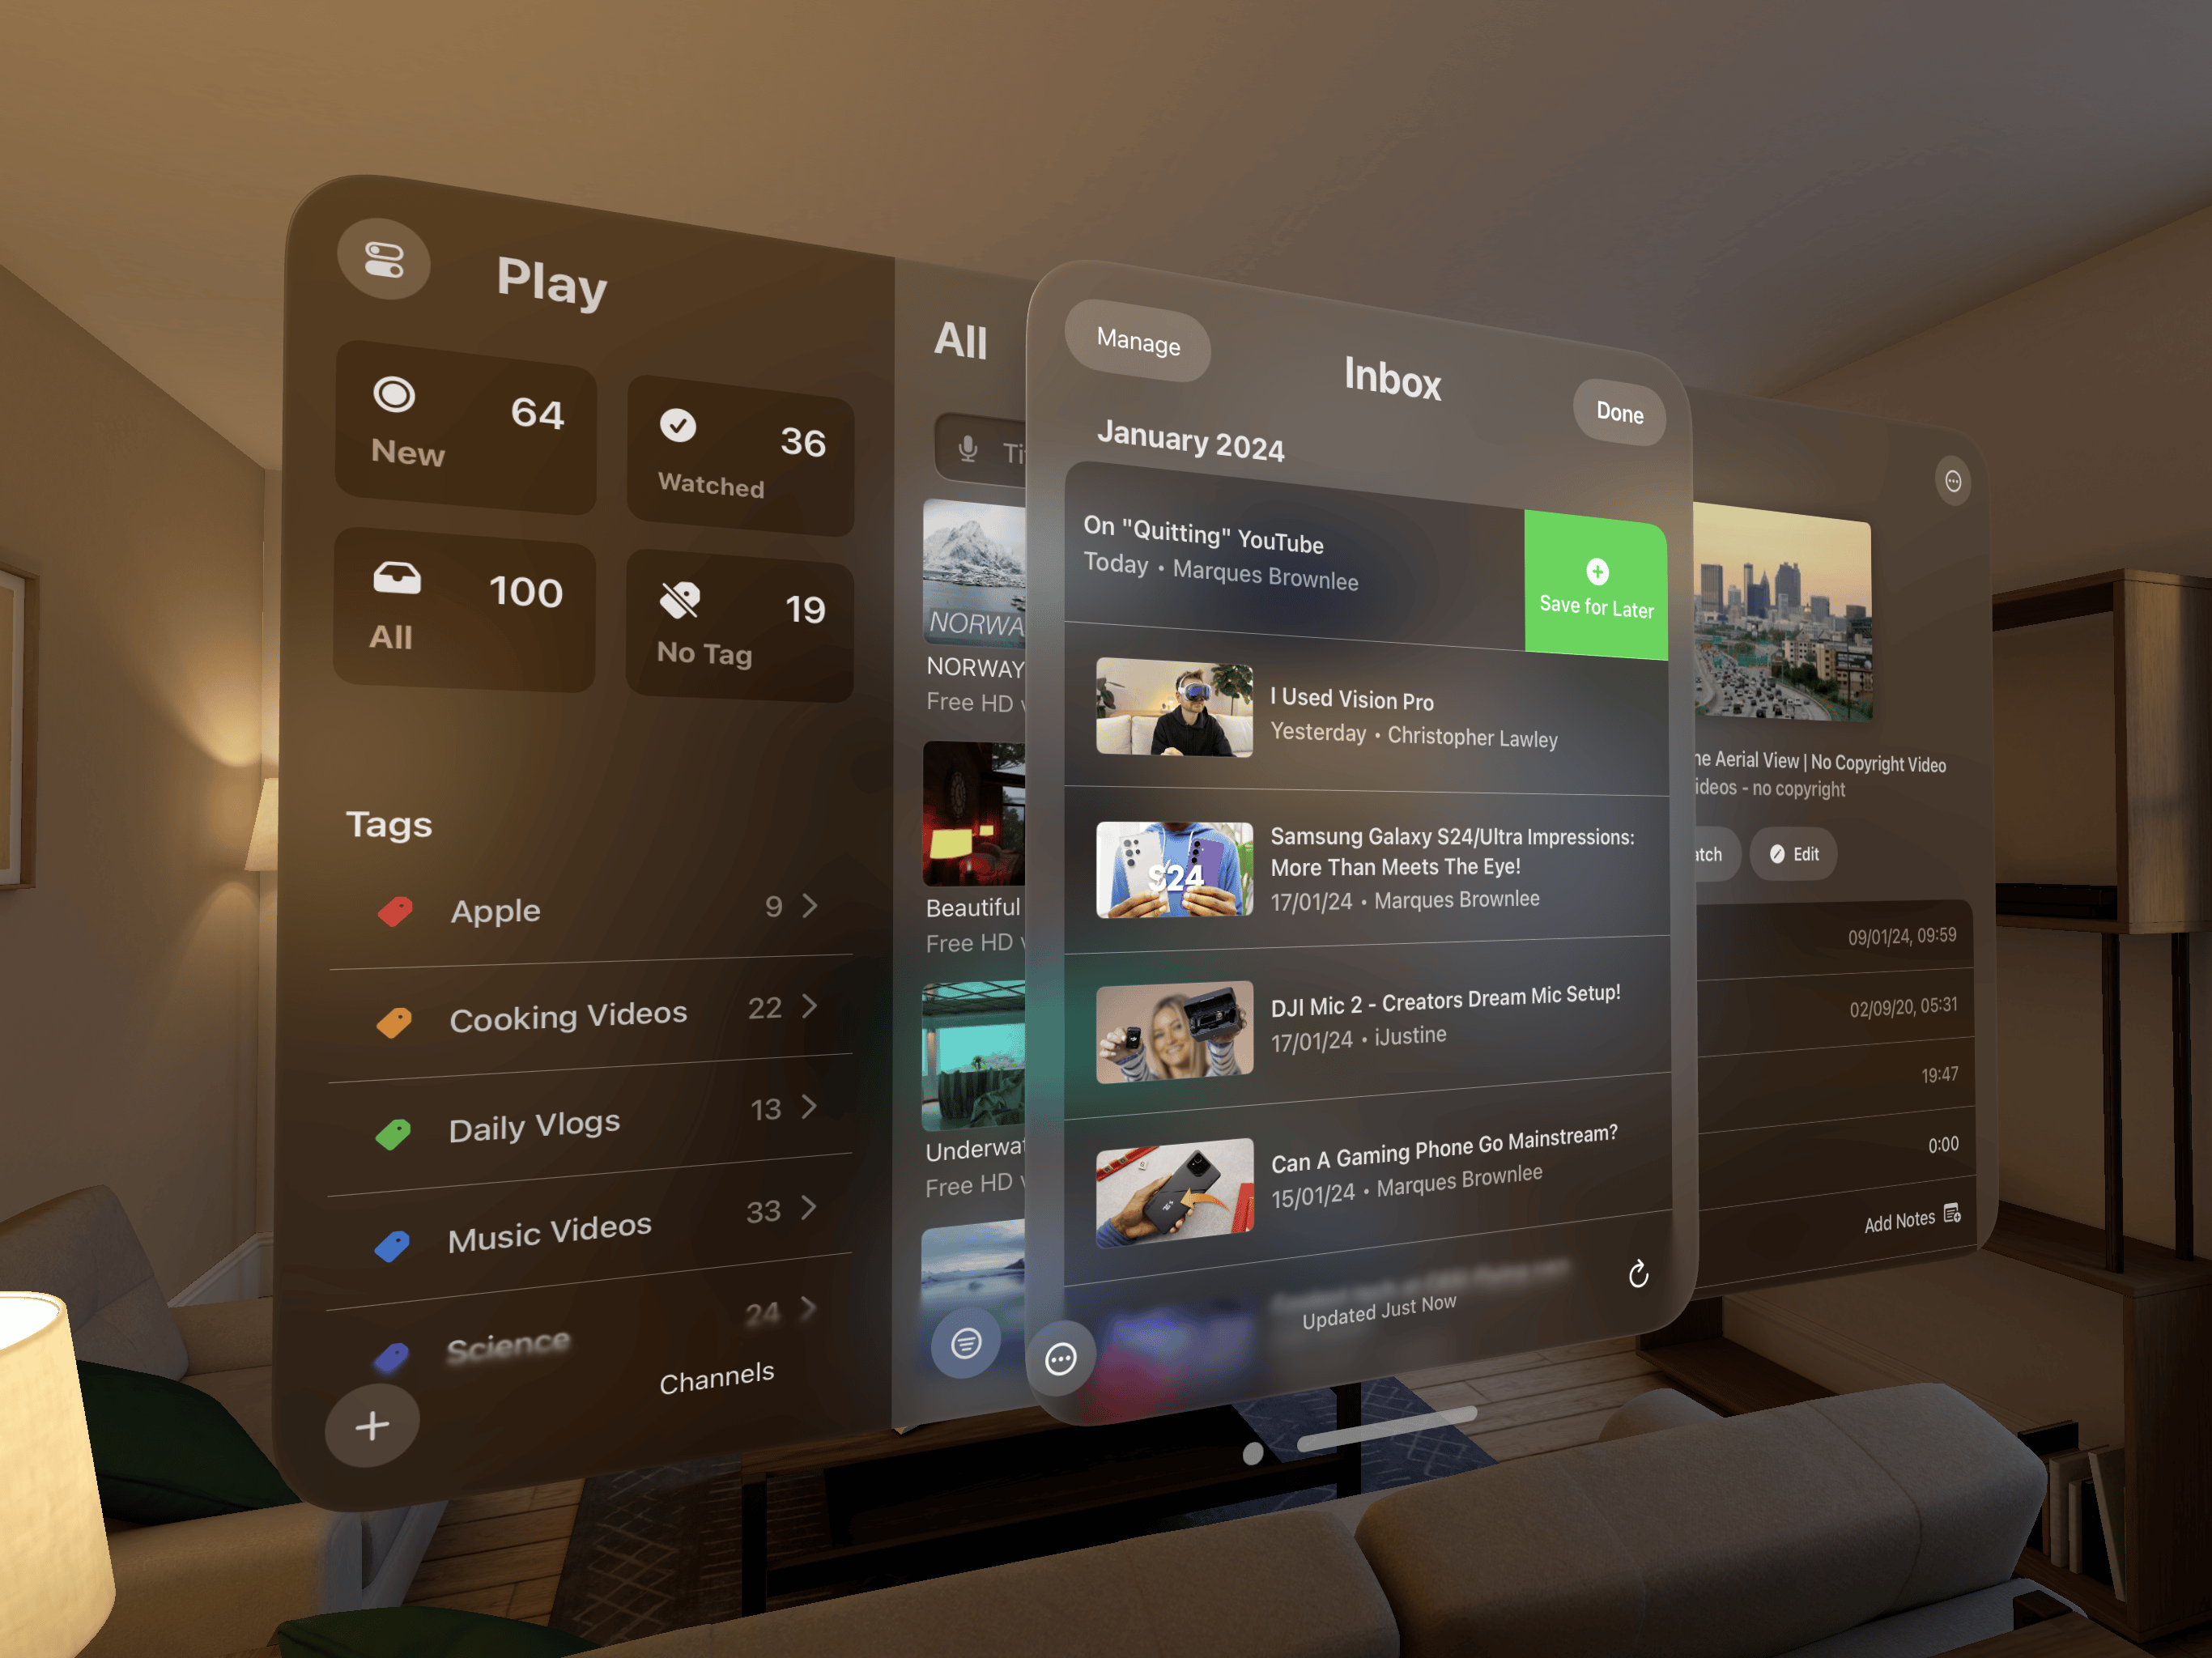 Play
64
New
36
Watched
100
All
19
No Tag
Tags
Apple 9
Cooking Videos 22
Daily Vlogs 13
Music Videos 33
Science 24
Channels
All
NORWA
NORWAY
Free HD
Beautiful
Free HD
Underwat
Free HD
Manage
Inbox
Done
January 2024
On "Quitting" YouTube
Today • Marques Brownlee
Save for Later
I Used Vision Pro
Yesterday • Christopher Lawley
S24
Samsung Galaxy S24/Ultra Impressions:
More Than Meets The Eye!
17/01/24 • Marques Brownlee
DJI Mic 2 - Creators Dream Mic Setup!
17/01/24 • iJustine
Can A Gaming Phone Go Mainstream?
15/01/24 • Marques Brownlee
Updated Just Now
ne Aerial View | No Copyright Video
ideos - no copyright
atch
Edit
09/01/24, 09:59
02/09/20, 05:31
19:47
0:00
Add Notes